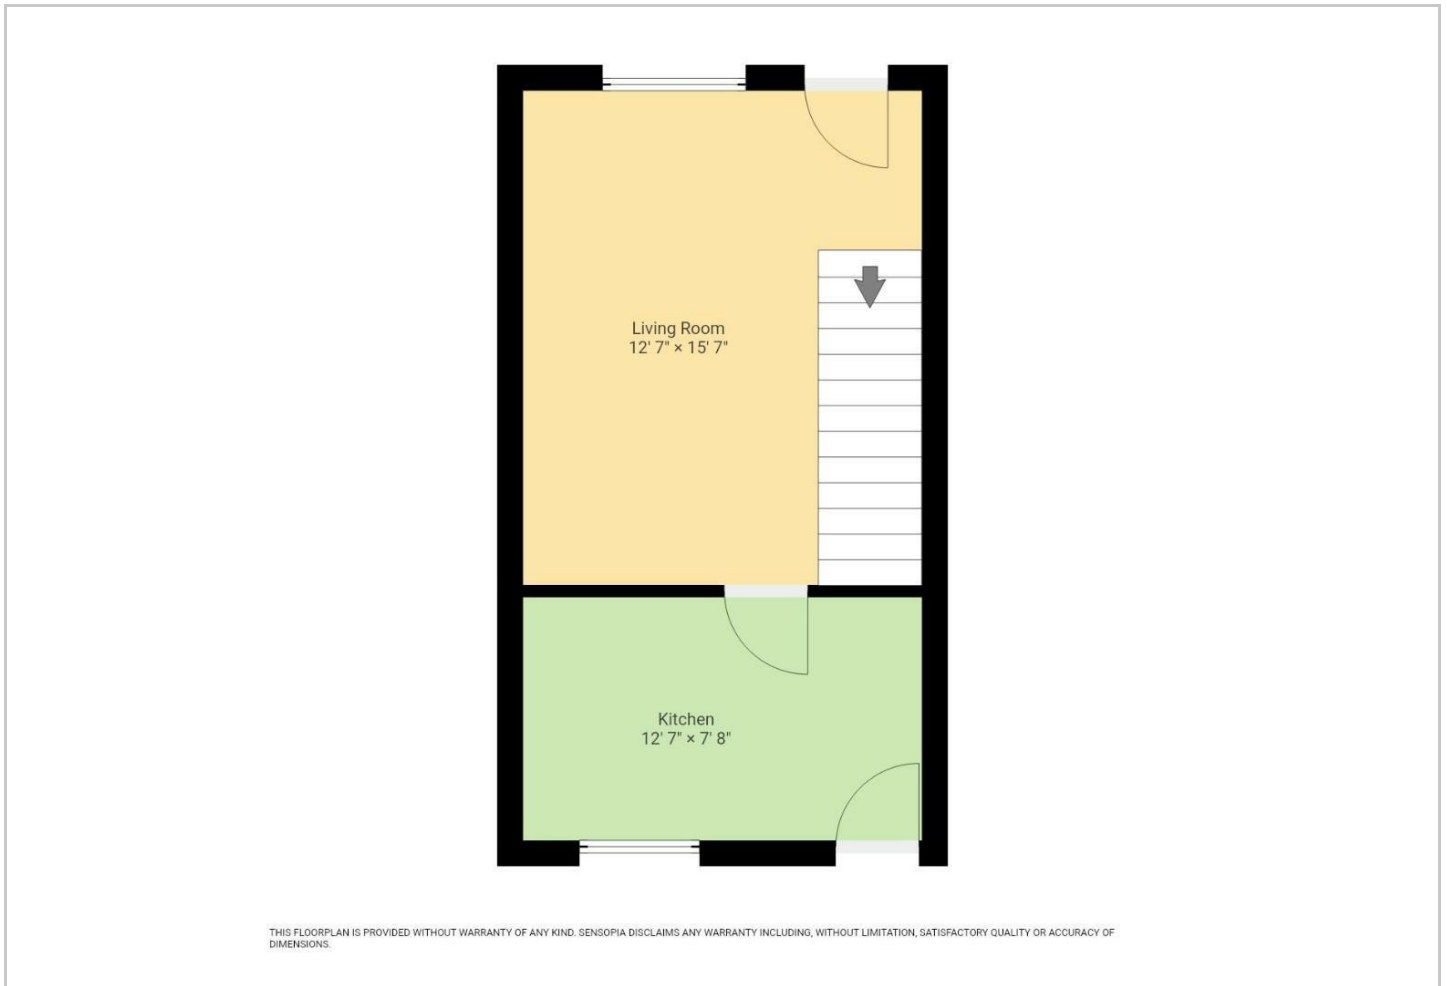 Living Room
12' 7" × 15' 7"
Kitchen
12' 7" × 7' 8"
THIS FLOORPLAN IS PROVIDED WITHOUT WARRANTY OF ANY KIND. SENSOPIA DISCLAIMS ANY WARRANTY INCLUDING, WITHOUT LIMITATION, SATISFACTORY QUALITY OR ACCURACY OF
DIMENSIONS.